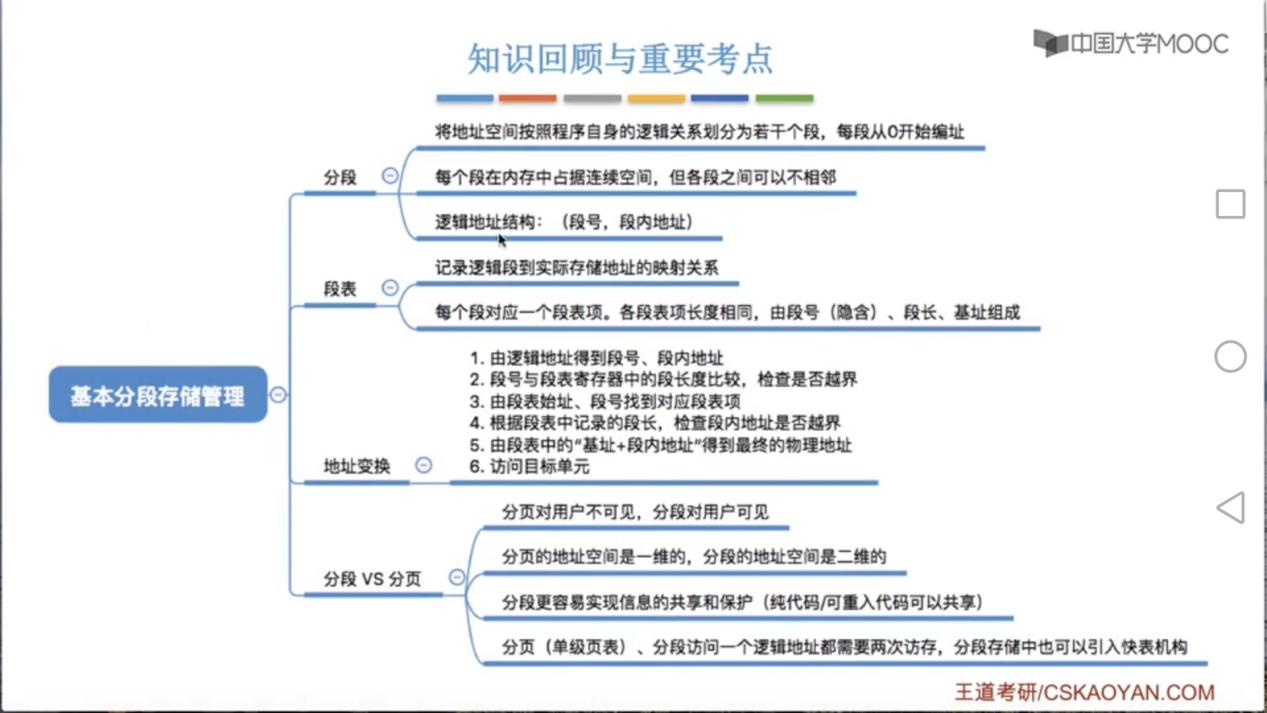 中国大学MOOC
知识回顾与重要考点
将地址空间按照程序自身的逻辑关系划分为若干个段，每段从0开始编址
分段
每个段在内存中占据连续空间，但各段之间可以不相邻
逻辑地址结构：（段号，段内地址）
记录逻辑段到实际存储地址的映射关系
段表
每个段对应一个段表项。各段表项长度相同，由段号（隐含）、段长、基址组成
基本分段存储管理
1. 由逻辑地址得到段号、段内地址
2. 段号与段表寄存器中的段长度比较，检查是否越界
3. 由段表始址、段号找到对应段表项
4. 根据段表中记录的段长，检查段内地址是否越界
5. 由段表中的“基址+段内地址”得到最终的物理地址
6. 访问目标单元
地址变换
分页对用户不可见，分段对用户可见
分页的地址空间是一维的，分段的地址空间是二维的
分段 VS 分页
分段更容易实现信息的共享和保护（纯代码/可重入代码可以共享）
分页（单级页表）、分段访问一个逻辑地址都需要两次访存，分段存储中也可以引入快表机构
王道考研/CSKAOYAN.COM